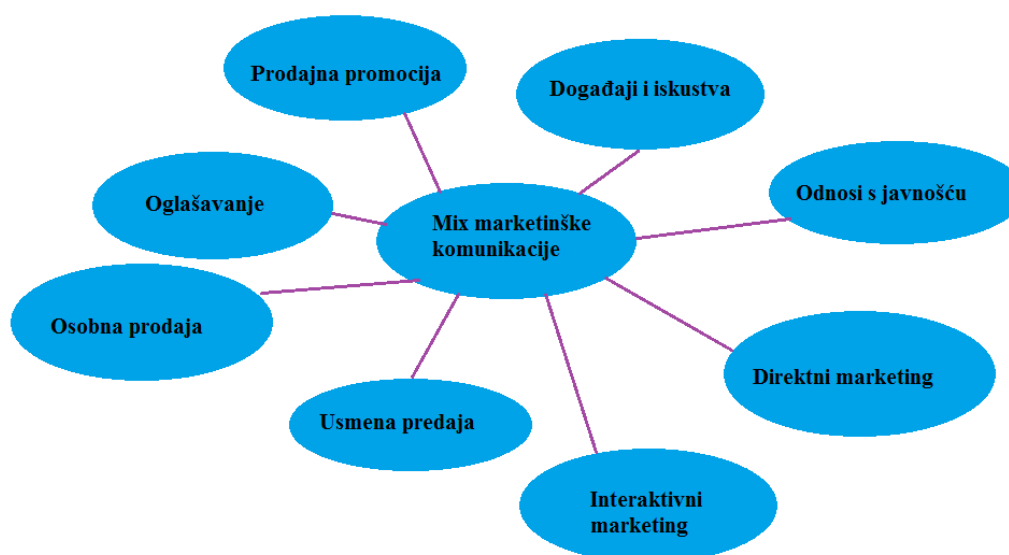 Prodajna promocija
Događaji i iskustva
Oglašavanje
Odnosi s javnošću
Mix marketinške
komunikacije
Osobna prodaja
Direktni marketing
Usmena predaja
Interaktivni
marketing